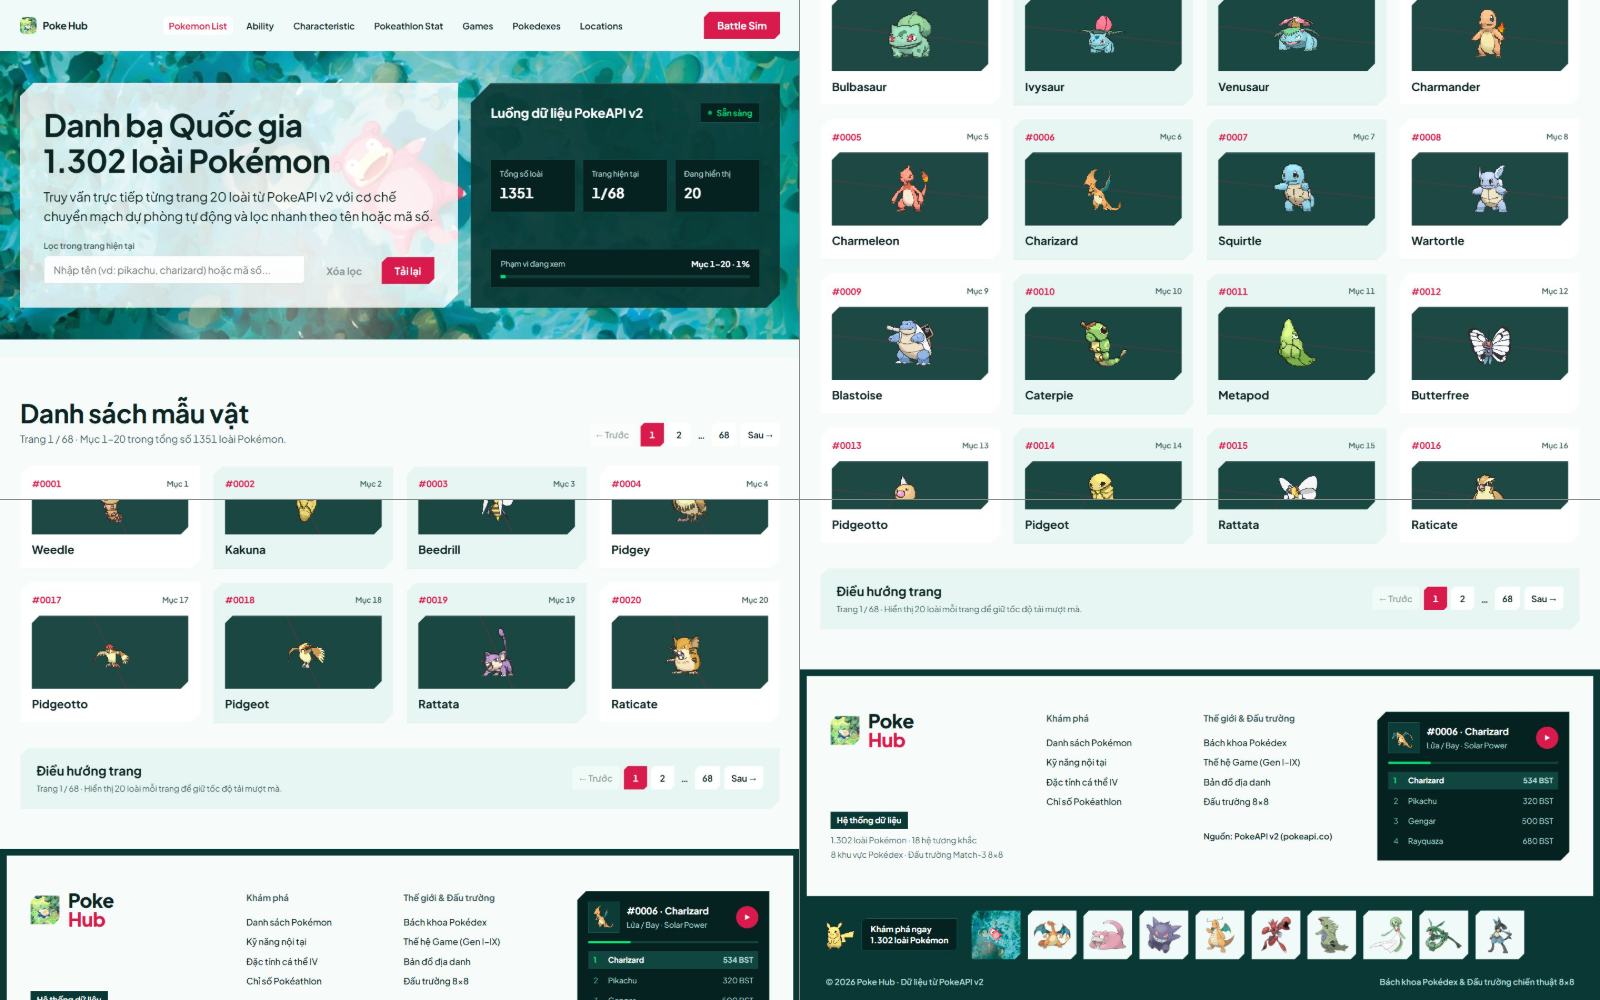 Poke Hub
Pokemon List
Ability
Characteristic
Pokeathlon Stat
Games
Pokedexes
Locations
Battle Sim
Danh bạ Quốc gia
1.302 loài Pokémon
Truy vấn trực tiếp từng trang 20 loài từ PokeAPI v2 với cơ chế
chuyển mạch dự phòng tự động và lọc nhanh theo tên hoặc mã số.
Lọc trong trang hiện tại
Nhập tên (vd: pikachu, charizard) hoặc mã số...
Xóa lọc
Tải lại
Luồng dữ liệu PokeAPI v2
Sẵn sàng
Tổng số loài
1351
Trang hiện tại
1/68
Đang hiển thị
20
Phạm vi đang xem
Mục 1–20 · 1%
Danh sách mẫu vật
Trang 1 / 68 · Mục 1–20 trong tổng số 1351 loài Pokémon.
← Trước 1 2 … 68 Sau →
#0001 Mục 1
#0002 Mục 2
#0003 Mục 3
#0004 Mục 4
Weedle
Kakuna
Beedrill
Pidgey
#0017 Mục 17
#0018 Mục 18
#0019 Mục 19
#0020 Mục 20
Pidgeotto
Pidgeot
Rattata
Raticate
Điều hướng trang
Trang 1 / 68 · Hiển thị 20 loài mỗi trang để giữ tốc độ tải mượt mà.
← Trước 1 2 … 68 Sau →
Poke
Hub
Khám phá
Danh sách Pokémon
Kỹ năng nội tại
Đặc tính cá thể IV
Chỉ số Pokéathlon
Thế giới & Đấu trường
Bách khoa Pokédex
Thế hệ Game (Gen I–IX)
Bản đồ địa danh
Đấu trường 8×8
#0006 · Charizard
Lửa / Bay · Solar Power
1 Charizard 534 BST
2 Pikachu 320 BST
3 Gengar 500 BST
Hệ thống dữ liệu
Bulbasaur
Ivysaur
Venusaur
Charmander
#0005 Mục 5
#0006 Mục 6
#0007 Mục 7
#0008 Mục 8
Charmeleon
Charizard
Squirtle
Wartortle
#0009 Mục 9
#0010 Mục 10
#0011 Mục 11
#0012 Mục 12
Blastoise
Caterpie
Metapod
Butterfree
#0013 Mục 13
#0014 Mục 14
#0015 Mục 15
#0016 Mục 16
Pidgeotto
Pidgeot
Rattata
Raticate
Điều hướng trang
Trang 1 / 68 · Hiển thị 20 loài mỗi trang để giữ tốc độ tải mượt mà.
← Trước 1 2 … 68 Sau →
Poke
Hub
Hệ thống dữ liệu
1.302 loài Pokémon · 18 hệ tương khắc
8 khu vực Pokédex · Đấu trường Match-3 8×8
Khám phá
Danh sách Pokémon
Kỹ năng nội tại
Đặc tính cá thể IV
Chỉ số Pokéathlon
Thế giới & Đấu trường
Bách khoa Pokédex
Thế hệ Game (Gen I–IX)
Bản đồ địa danh
Đấu trường 8×8
Nguồn: PokeAPI v2 (pokeapi.co)
#0006 · Charizard
Lửa / Bay · Solar Power
1 Charizard 534 BST
2 Pikachu 320 BST
3 Gengar 500 BST
4 Rayquaza 680 BST
Khám phá ngay
1.302 loài Pokémon
© 2026 Poke Hub · Dữ liệu từ PokeAPI v2
Bách khoa Pokédex & Đấu trường chiến thuật 8×8